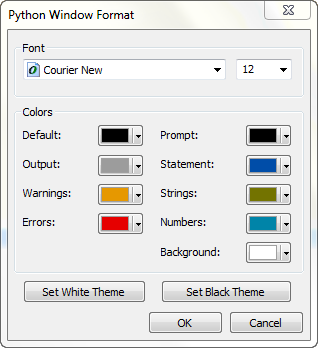 Python Window Format
Font
Courier New 12
Colors
Default: Prompt:
Output: Statement:
Warnings: Strings:
Errors: Numbers:
Background:
Set White Theme Set Black Theme
OK Cancel